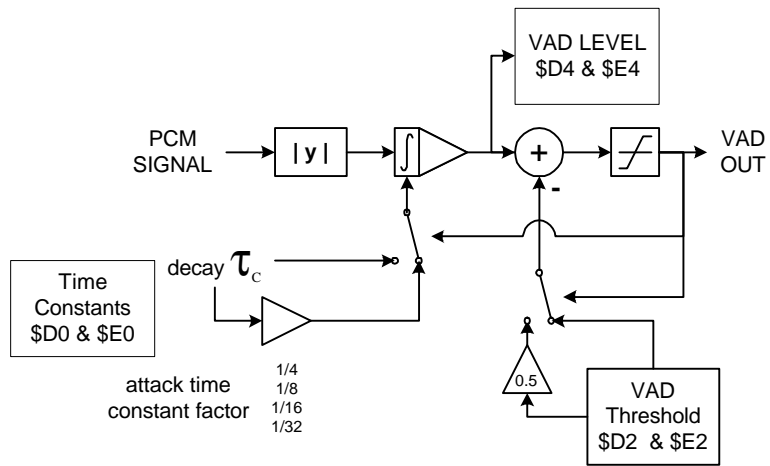 VAD LEVEL
$D4 & $E4
PCM
SIGNAL
| y |
∫
+
-
VAD
OUT
decay τC
Time
Constants
$D0 & $E0
attack time
constant factor
1/4
1/8
1/16
1/32
0.5
VAD
Threshold
$D2 & $E2